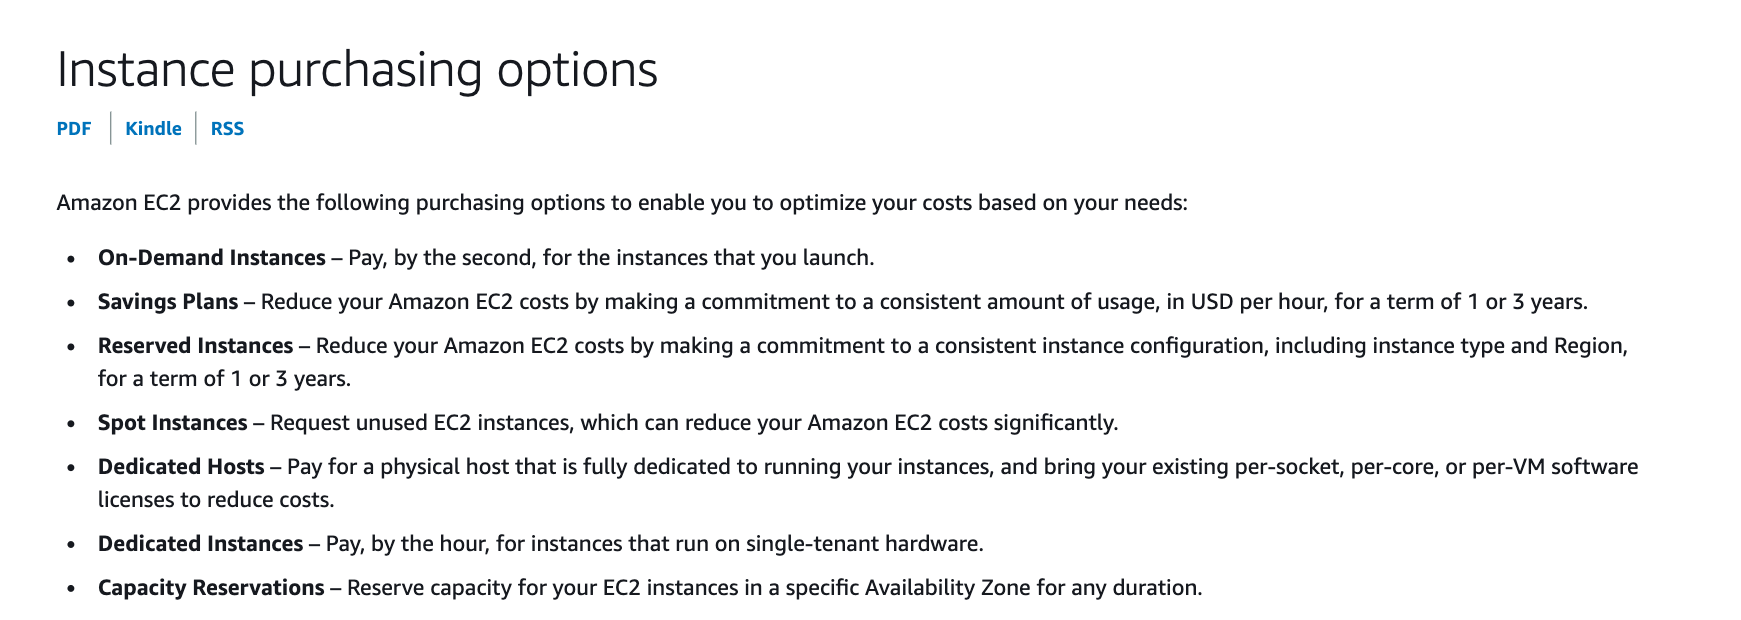 Instance purchasing options
PDF | Kindle | RSS
Amazon EC2 provides the following purchasing options to enable you to optimize your costs based on your needs:
• On-Demand Instances – Pay, by the second, for the instances that you launch.
• Savings Plans – Reduce your Amazon EC2 costs by making a commitment to a consistent amount of usage, in USD per hour, for a term of 1 or 3 years.
• Reserved Instances – Reduce your Amazon EC2 costs by making a commitment to a consistent instance configuration, including instance type and Region,
for a term of 1 or 3 years.
• Spot Instances – Request unused EC2 instances, which can reduce your Amazon EC2 costs significantly.
• Dedicated Hosts – Pay for a physical host that is fully dedicated to running your instances, and bring your existing per-socket, per-core, or per-VM software
licenses to reduce costs.
• Dedicated Instances – Pay, by the hour, for instances that run on single-tenant hardware.
• Capacity Reservations – Reserve capacity for your EC2 instances in a specific Availability Zone for any duration.